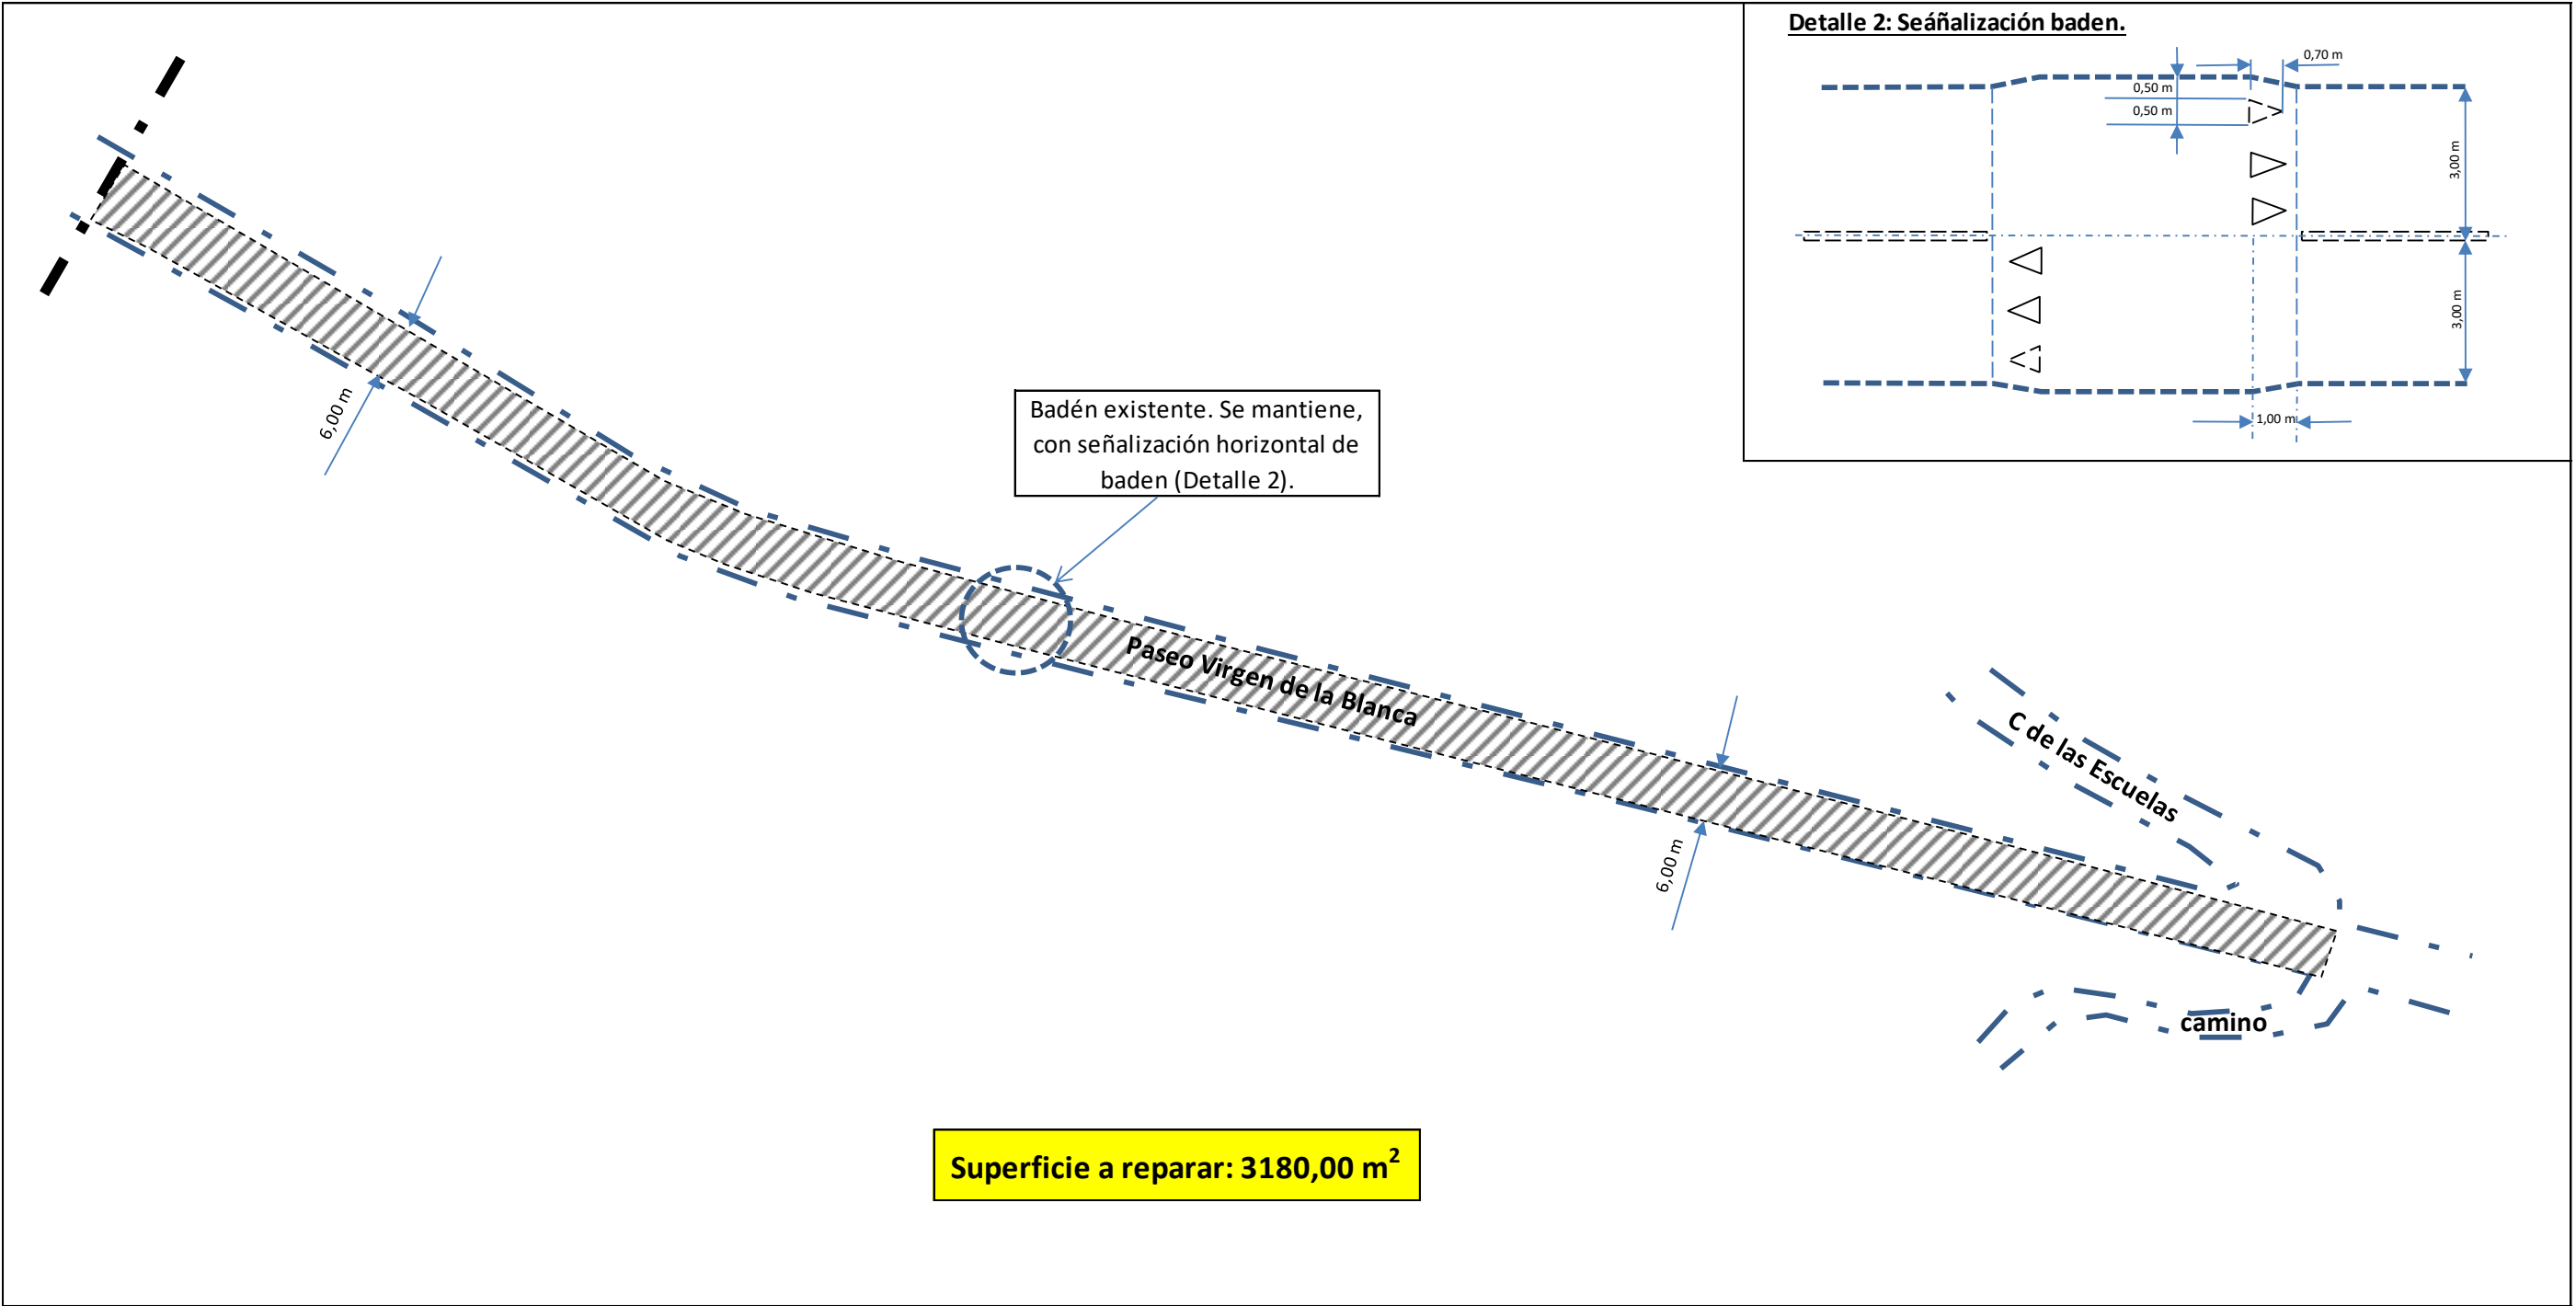 Detalle 2: Seáñalización baden.
0,70 m
0,50 m
0,50 m
3,00 m
3,00 m
1,00 m
6,00 m
Badén existente. Se mantiene,
con señalización horizontal de
baden (Detalle 2).
Paseo Virgen de la Blanca
C de las Escuelas
6,00 m
camino
Superficie a reparar: 3180,00 m²